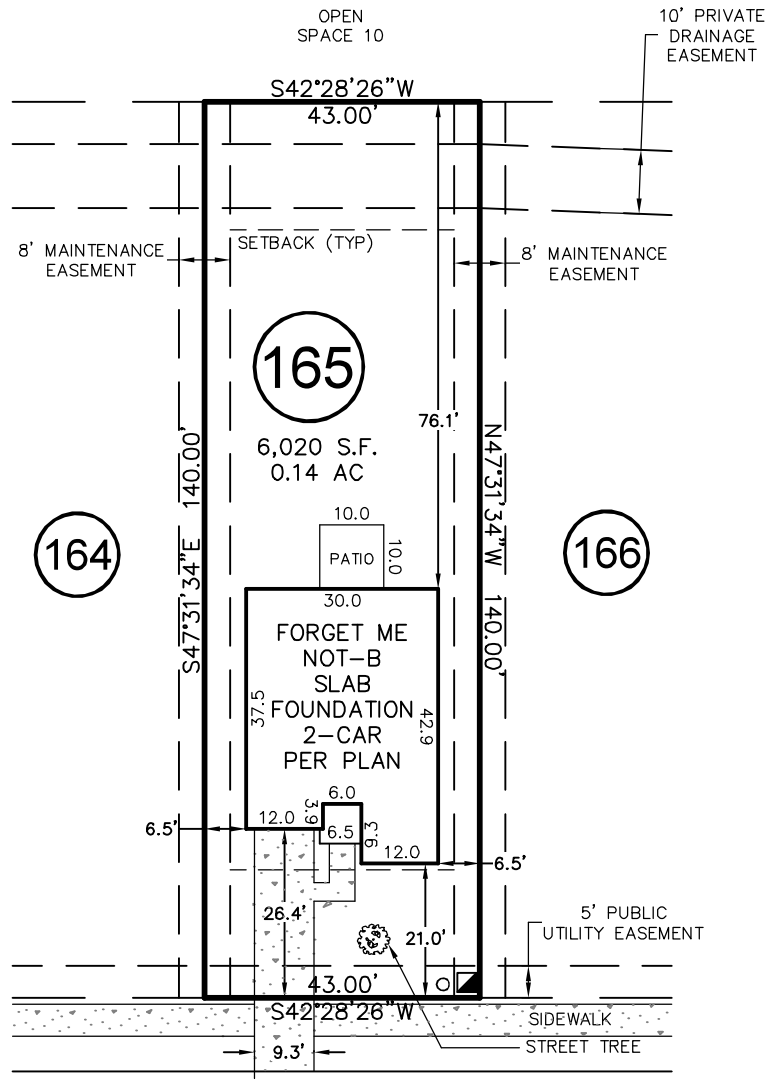 OPEN
SPACE 10
10' PRIVATE
DRAINAGE
EASEMENT
S42°28'26"W
43.00'
SETBACK (TYP)
8' MAINTENANCE
EASEMENT
8' MAINTENANCE
EASEMENT
165
6,020 S.F.
0.14 AC
76.1'
S47°31'34"E 140.00'
N47°31'34"W 140.00'
164
166
10.0
PATIO
10.0
30.0
FORGET ME
NOT-B
SLAB
FOUNDATION
2-CAR
PER PLAN
37.5
42.9
6.0
3.9
12.0
6.5
9.3
12.0
6.5'
6.5'
26.4'
21.0'
5' PUBLIC
UTILITY EASEMENT
43.00'
S42°28'26"W
SIDEWALK
STREET TREE
9.3'